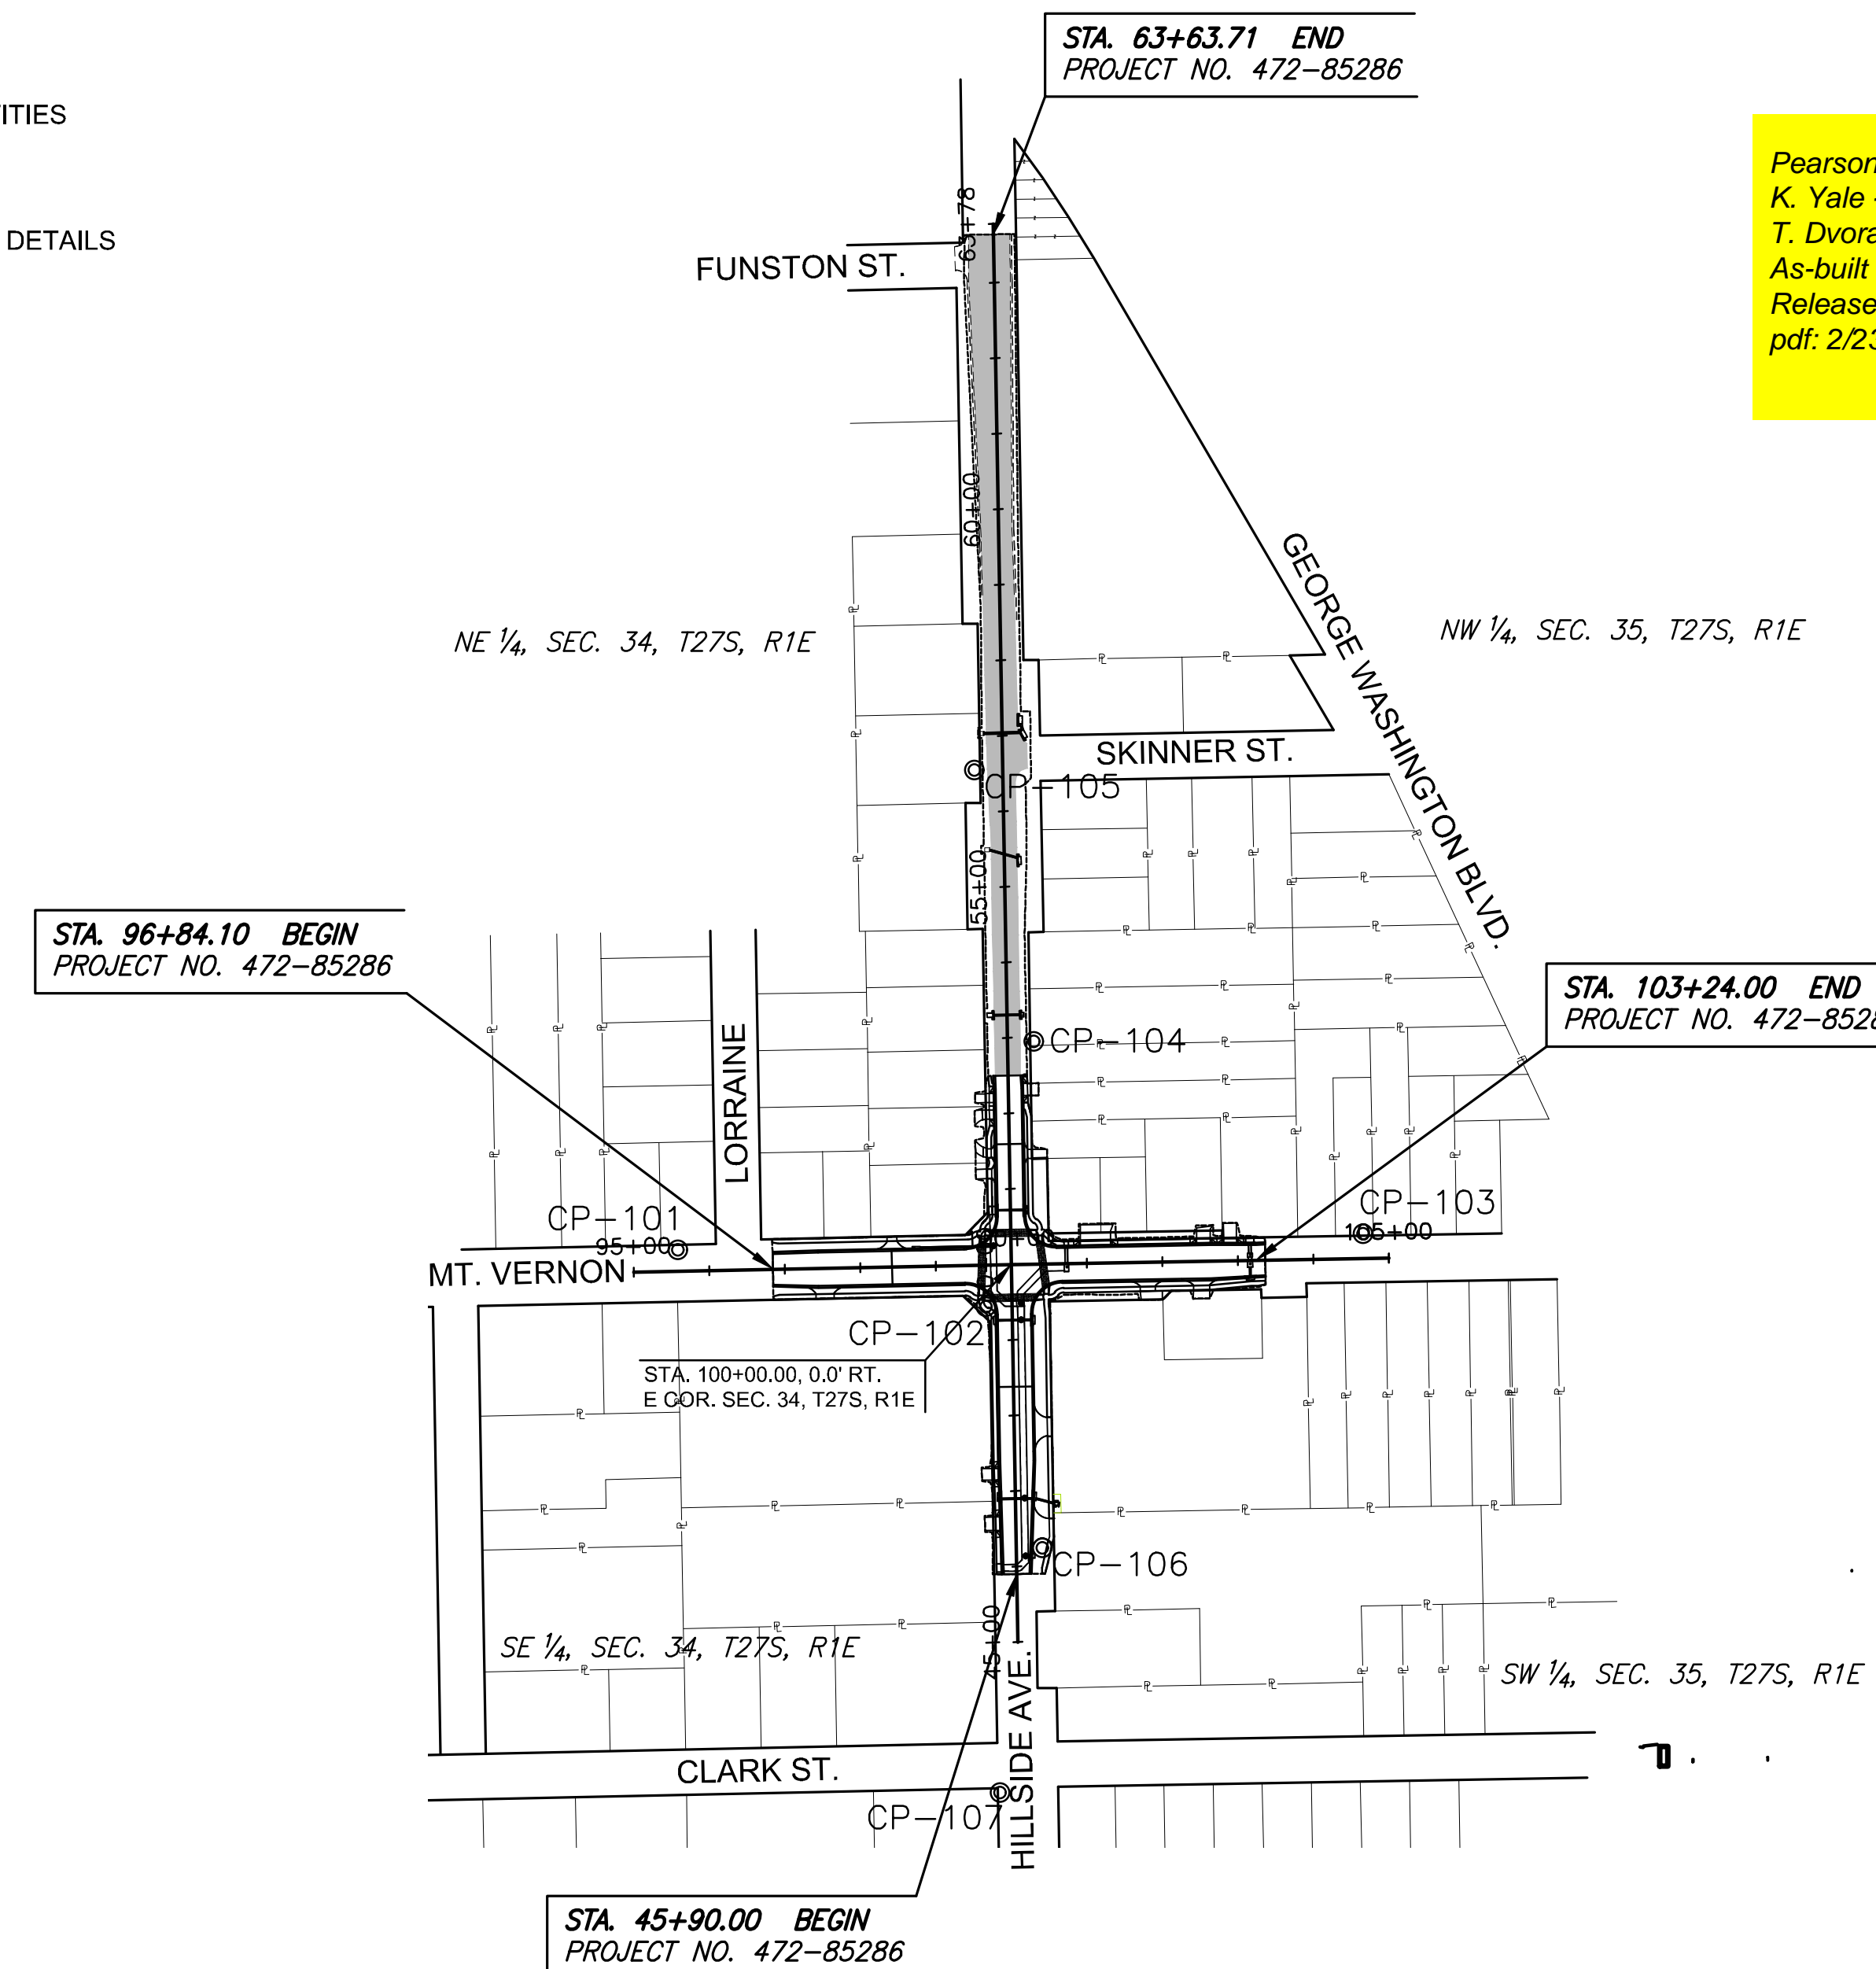 STA. 63+63.71 END
PROJECT NO. 472-85286
TITIES
DETAILS
Pearson
K. Yale
T. Dvora
As-built
Release
pdf: 2/23
FUNSTON ST.
63+78
60+00
GEORGE WASHINGTON BLVD.
NE 1/4, SEC. 34, T27S, R1E
NW 1/4, SEC. 35, T27S, R1E
SKINNER ST.
CP-105
55+00
STA. 96+84.10 BEGIN
PROJECT NO. 472-85286
STA. 103+24.00 END
PROJECT NO. 472-8528
LORRAINE
CP-104
CP-101
CP-103
95+00
105+00
MT. VERNON
CP-102
STA. 100+00.00, 0.0' RT.
E COR. SEC. 34, T27S, R1E
CP-106
45+00
SE 1/4, SEC. 34, T27S, R1E
SW 1/4, SEC. 35, T27S, R1E
HILLSIDE AVE.
CLARK ST.
CP-107
STA. 45+90.00 BEGIN
PROJECT NO. 472-85286